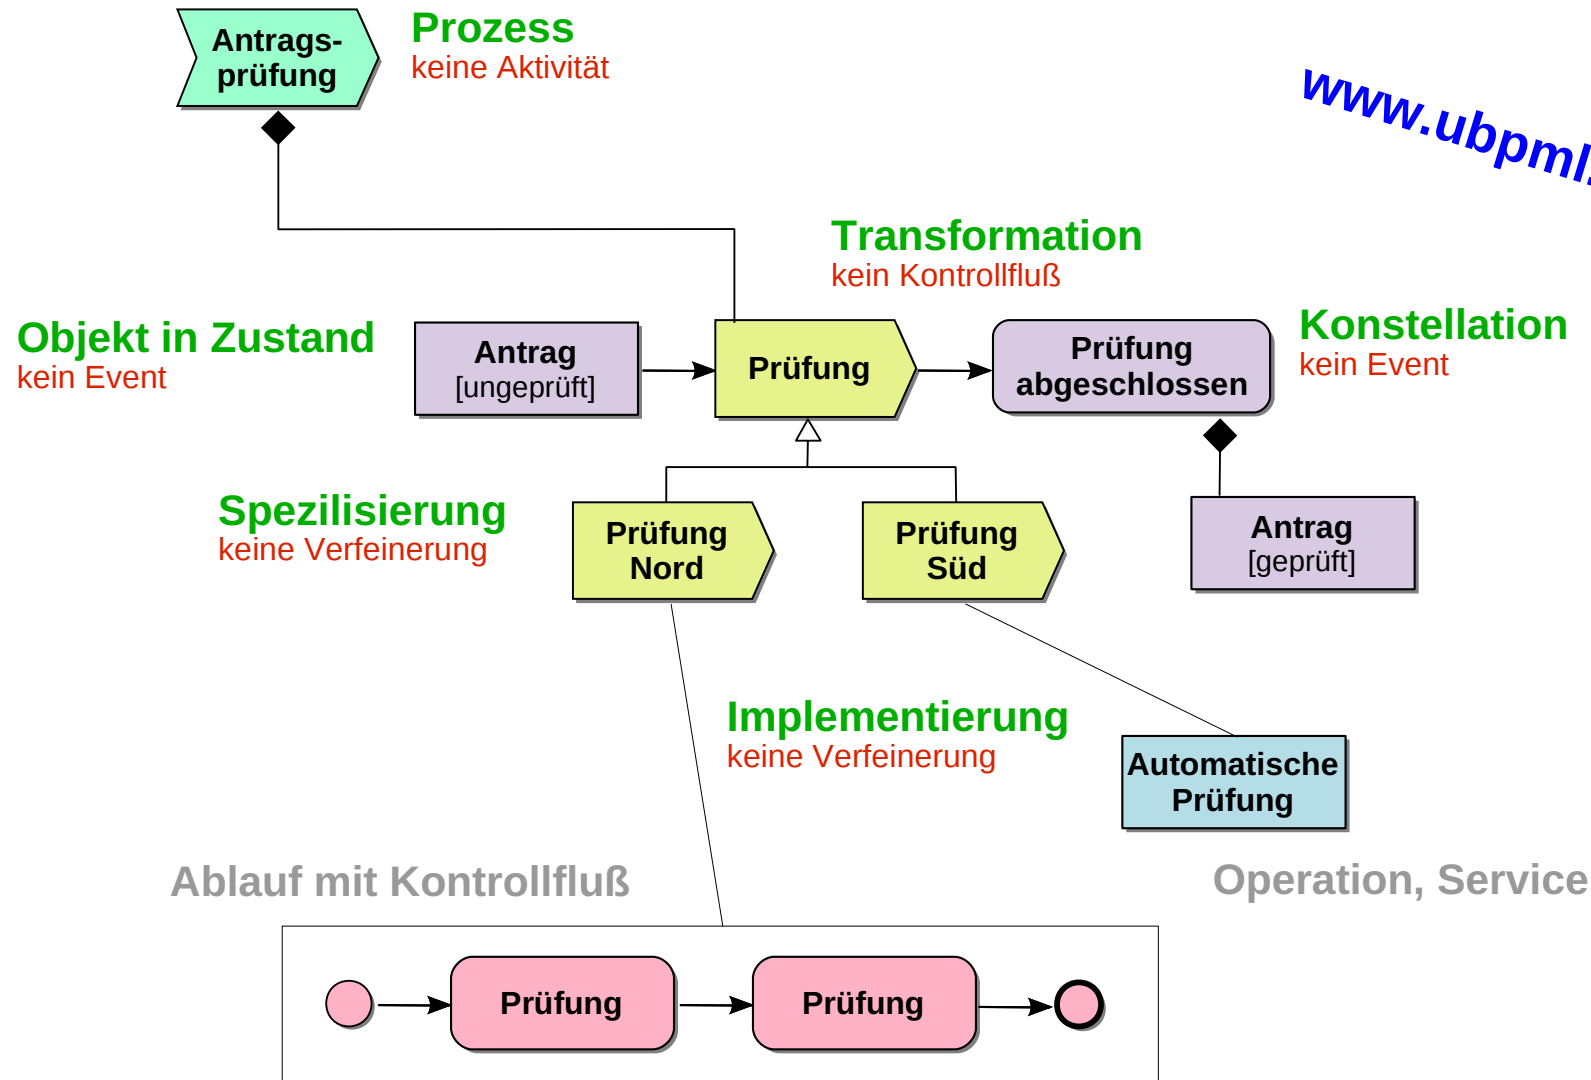 Antrags-
prüfung
Prozess
keine Aktivität
www.ubpml
Transformation
kein Kontrollfluß
Objekt in Zustand
kein Event
Antrag
[ungeprüft]
Prüfung
Prüfung
abgeschlossen
Konstellation
kein Event
Spezilisierung
keine Verfeinerung
Prüfung
Nord
Prüfung
Süd
Antrag
[geprüft]
Implementierung
keine Verfeinerung
Automatische
Prüfung
Ablauf mit Kontrollfluß
Operation, Service
Prüfung
Prüfung